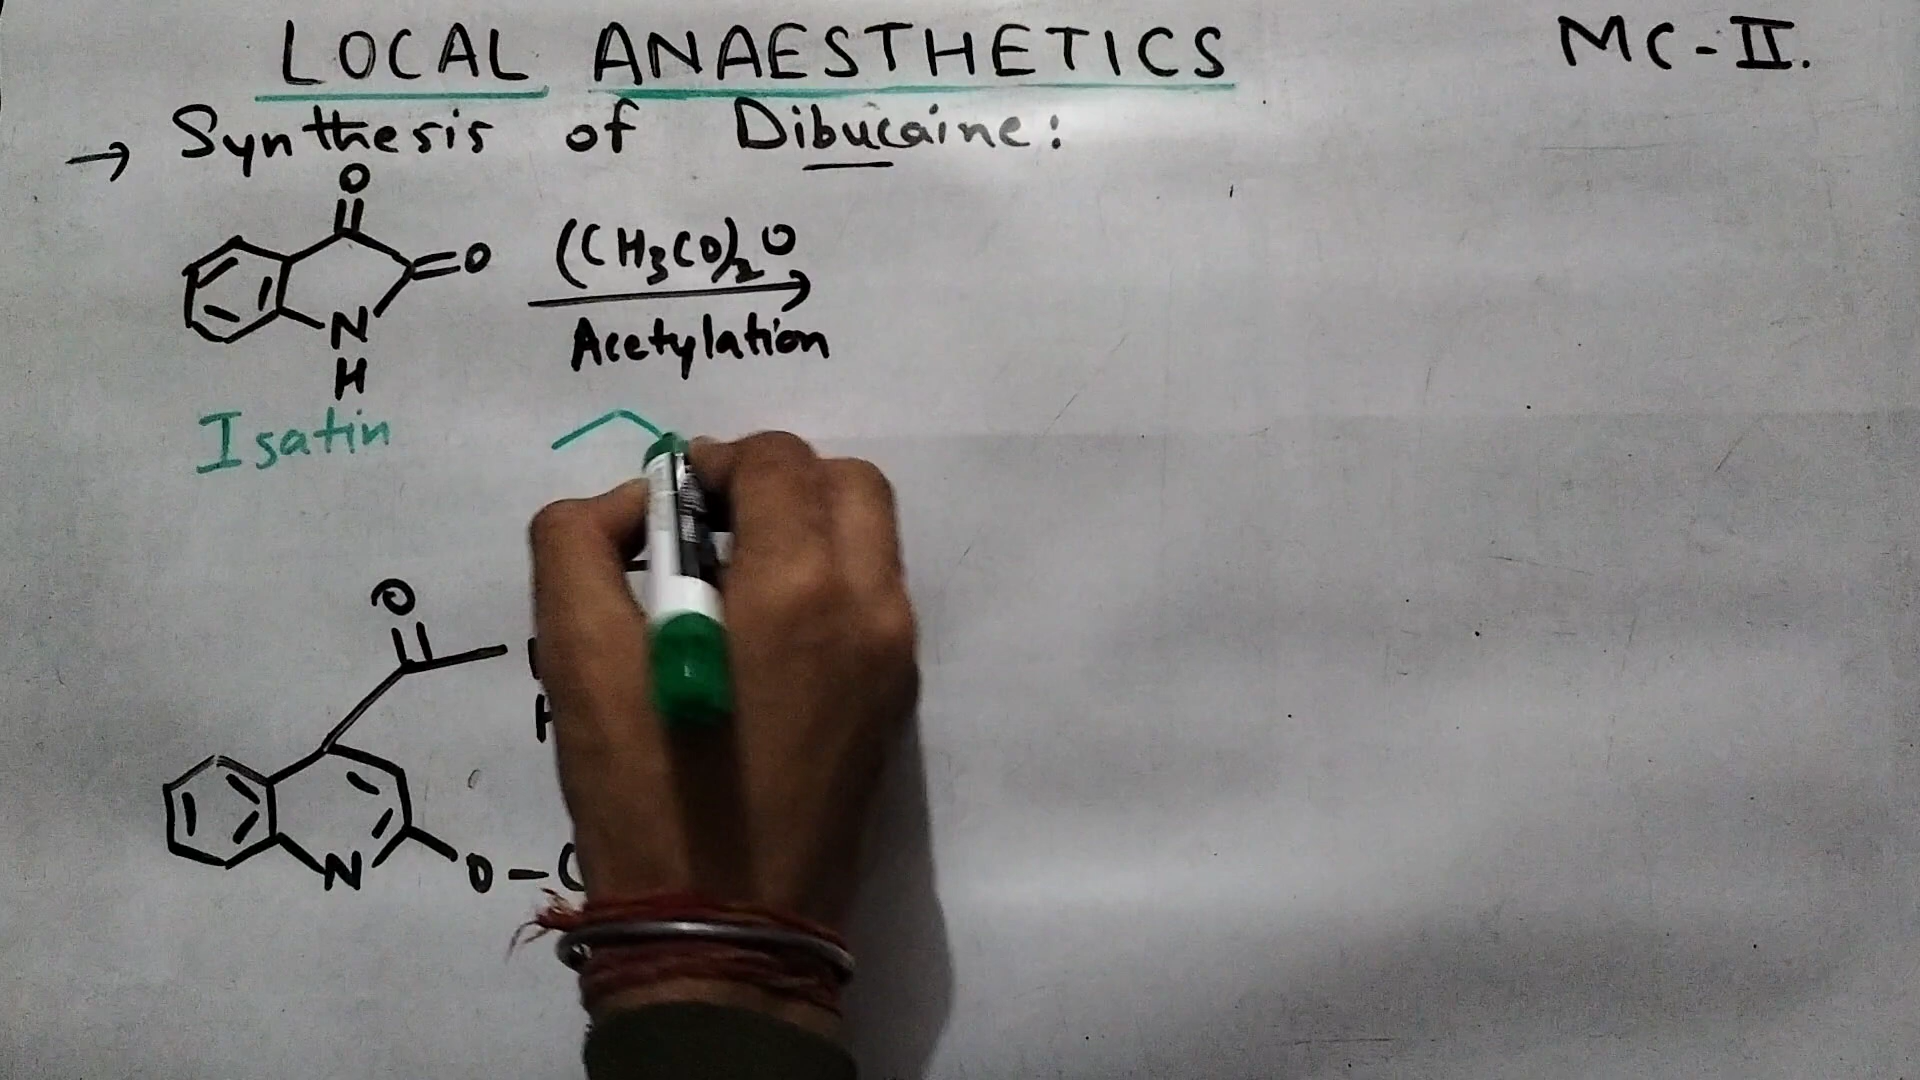 LOCAL ANAESTHETICS MC-II.
→ Synthesis of Dibucaine:
O
O
(CH3CO)2O
N
H
Acetylation
Isatin
O
H
N
O-C